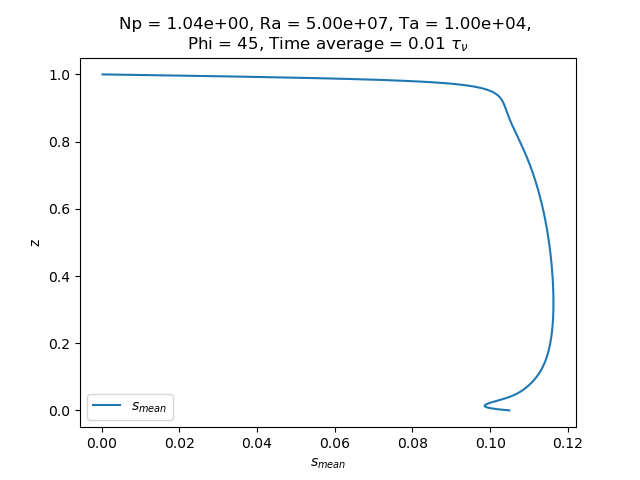 Np = 1.04e+00, Ra = 5.00e+07, Ta = 1.00e+04,
Phi = 45, Time average = 0.01 τν
1.0
0.8
0.6
0.4
0.2
0.0
z
smean
0.00 0.02 0.04 0.06 0.08 0.10 0.12
smean